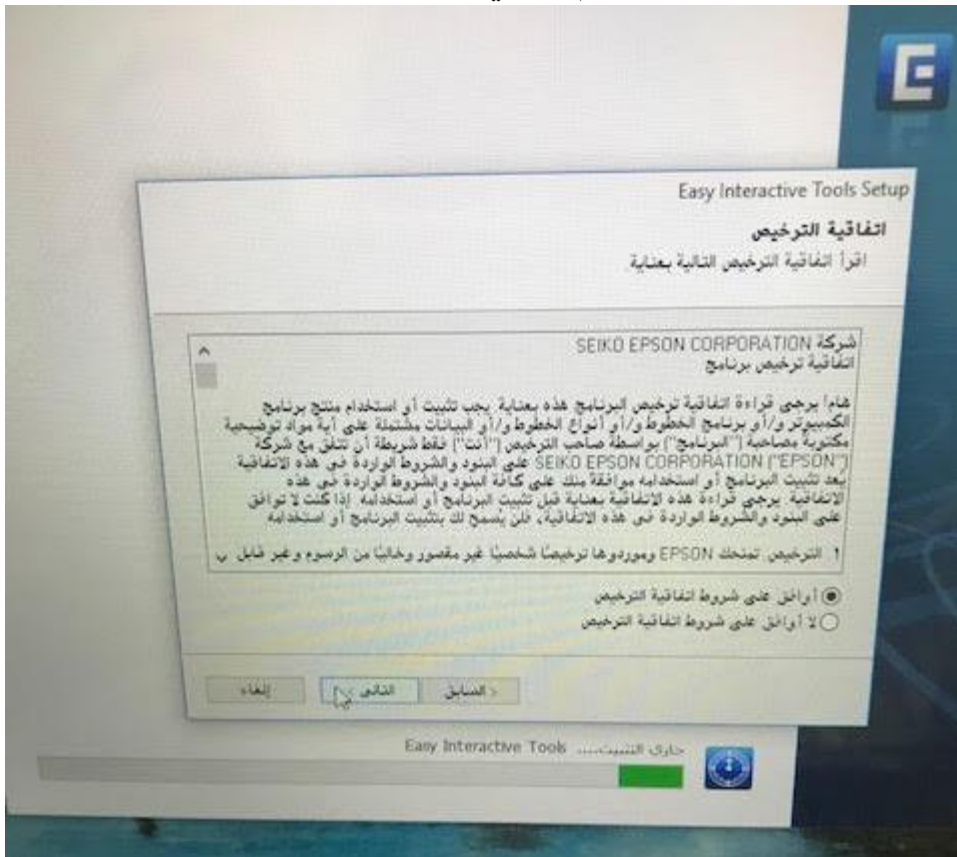 Easy Interactive Tools Setup
اتفاقية الترخيص
اقرأ اتفاقية الترخيص التالية بعناية
شركة SEIKO EPSON CORPORATION
اتفاقية ترخيص برنامج
هام! يرجى قراءة اتفاقية ترخيص البرنامج هذه بعناية. يجب تثبيت أو استخدام منتج برنامج
الكمبيوتر و/أو برنامج الخطوط و/أو أنواع الخطوط و/أو البيانات مشتملة على أية مواد توضيحية
مكتوبة مصاحبة ("البرنامج") بواسطة صاحب الترخيص ("أنت") فقط شريطة أن تتفق مع شركة
SEIKO EPSON CORPORATION ("EPSON") على البنود والشروط الواردة في هذه الاتفاقية
يُعد تثبيت البرنامج أو استخدامه موافقة منك على كافة البنود والشروط الواردة في هذه
الاتفاقية. يرجى قراءة هذه الاتفاقية بعناية قبل تثبيت البرنامج أو استخدامه. إذا كنت لا توافق
على البنود والشروط الواردة في هذه الاتفاقية، فلن يُسمح لك بتثبيت البرنامج أو استخدامه
1 الترخيص. تمنحك EPSON وموردوها ترخيصًا شخصيًا غير مقصور وخاليًا من الرسوم وغير قابل
أوافق على شروط اتفاقية الترخيص
لا أوافق على شروط اتفاقية الترخيص
< السابق
التالي >
إلغاء
جاري التثبيت..... Easy Interactive Tools